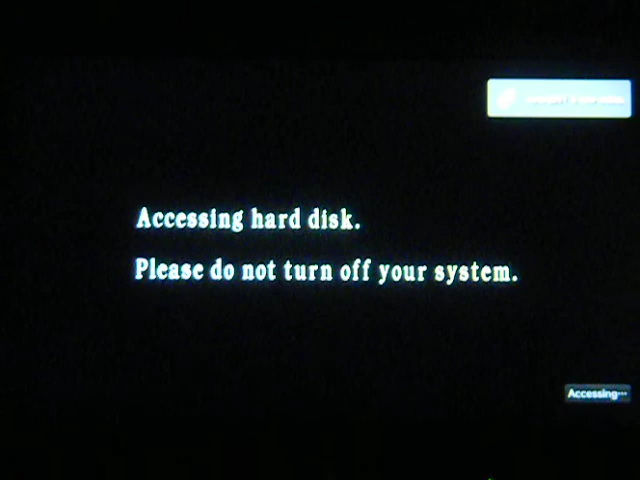 Accessing hard disk.
Please do not turn off your system.
Accessing...